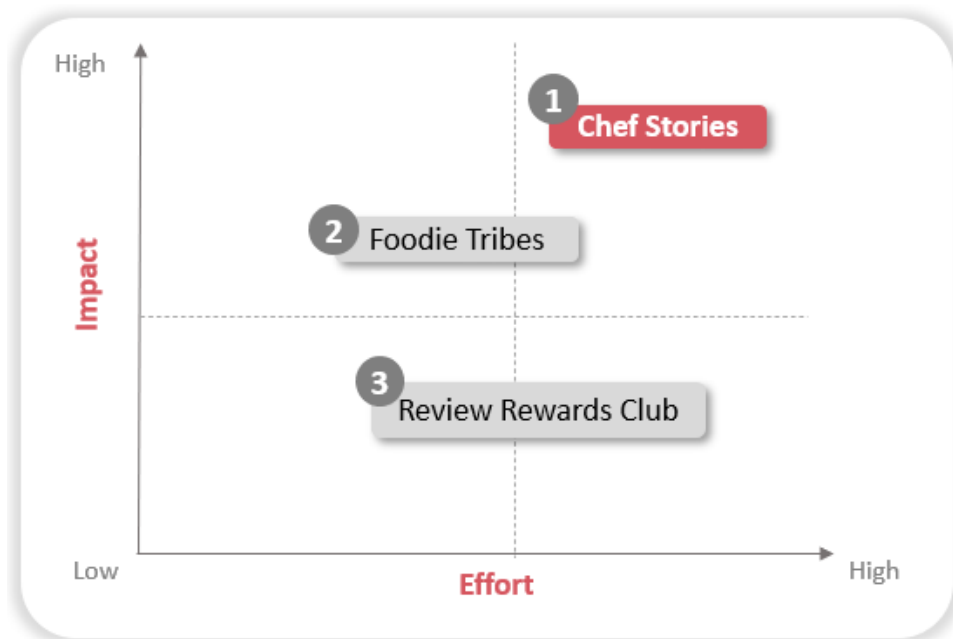 High
1
Chef Stories
2
Foodie Tribes
Impact
3
Review Rewards Club
Low
Effort
High